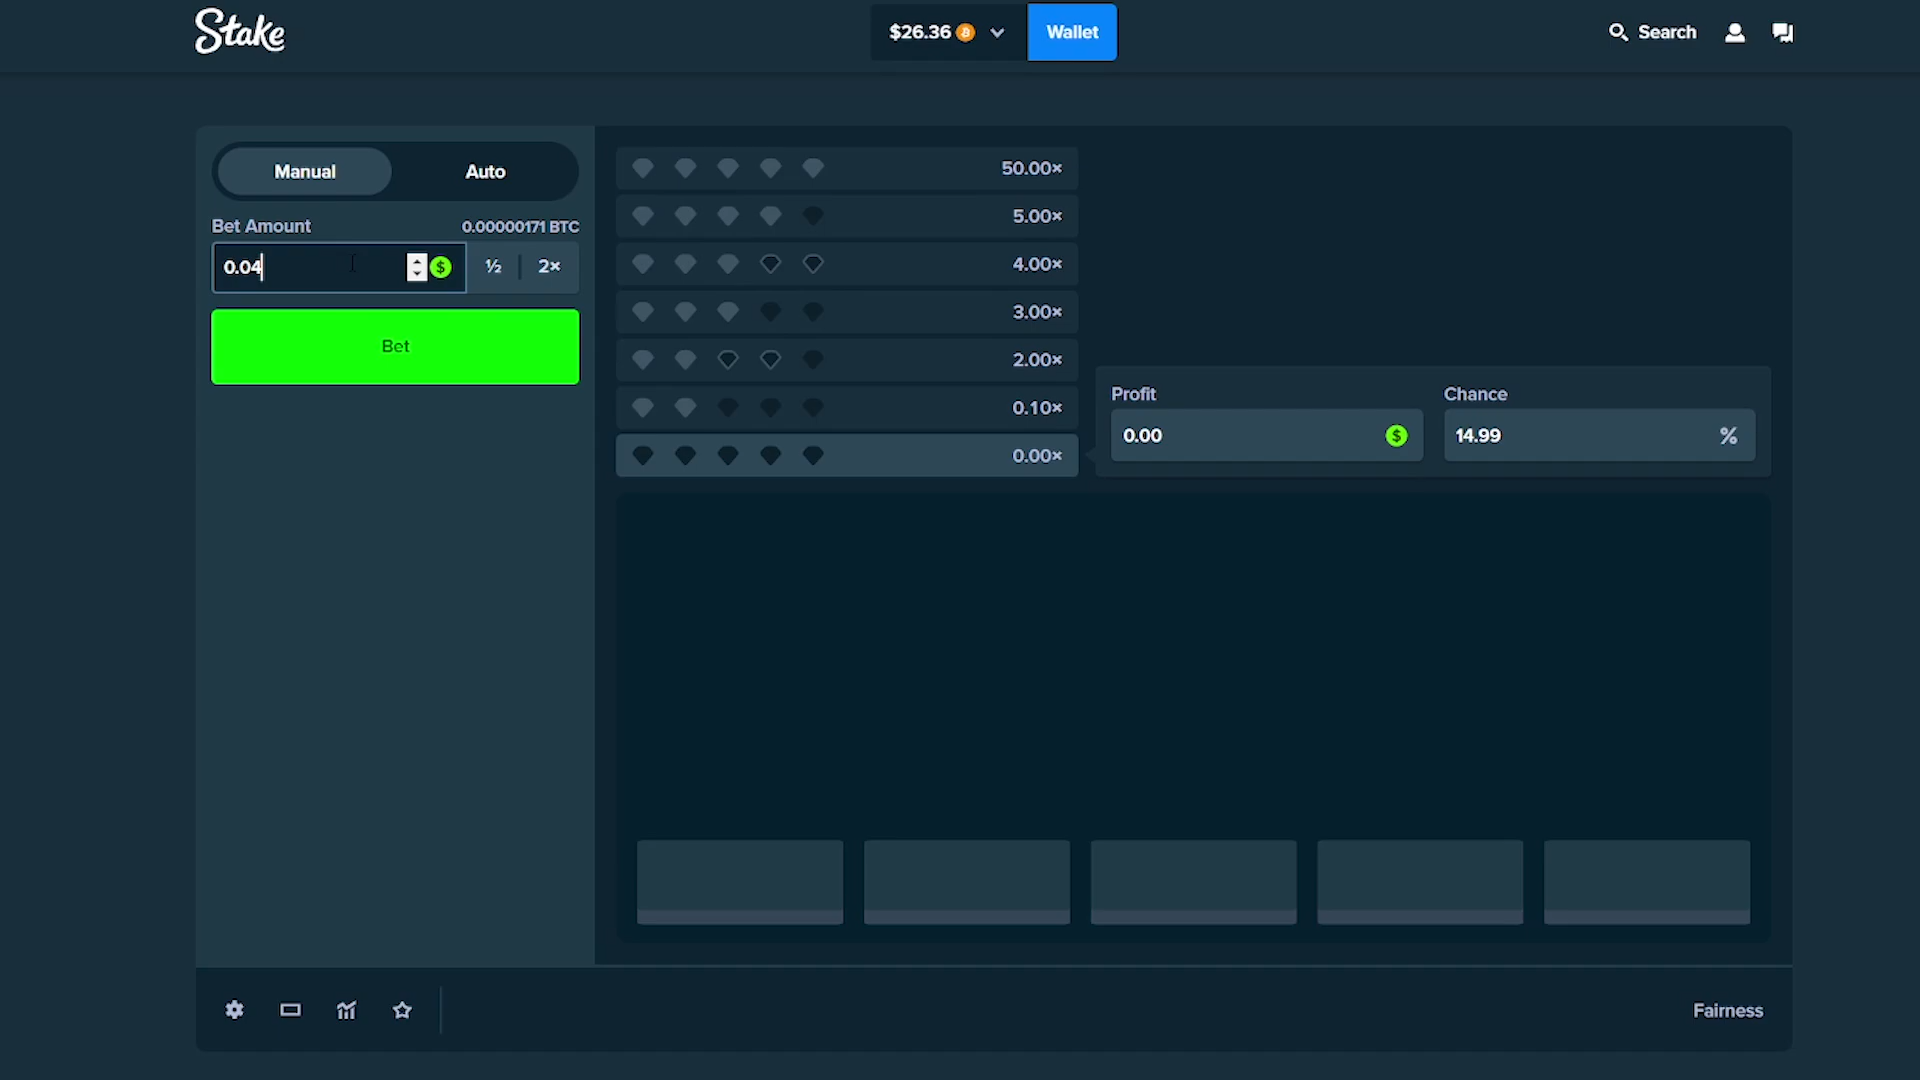 Stake
$26.36
Wallet
Search
Manual
Auto
Bet Amount
0.00000171 BTC
0.04
$
½
2×
Bet
50.00×
5.00×
4.00×
3.00×
2.00×
0.10×
0.00×
Profit
0.00
$
Chance
14.99
%
Fairness